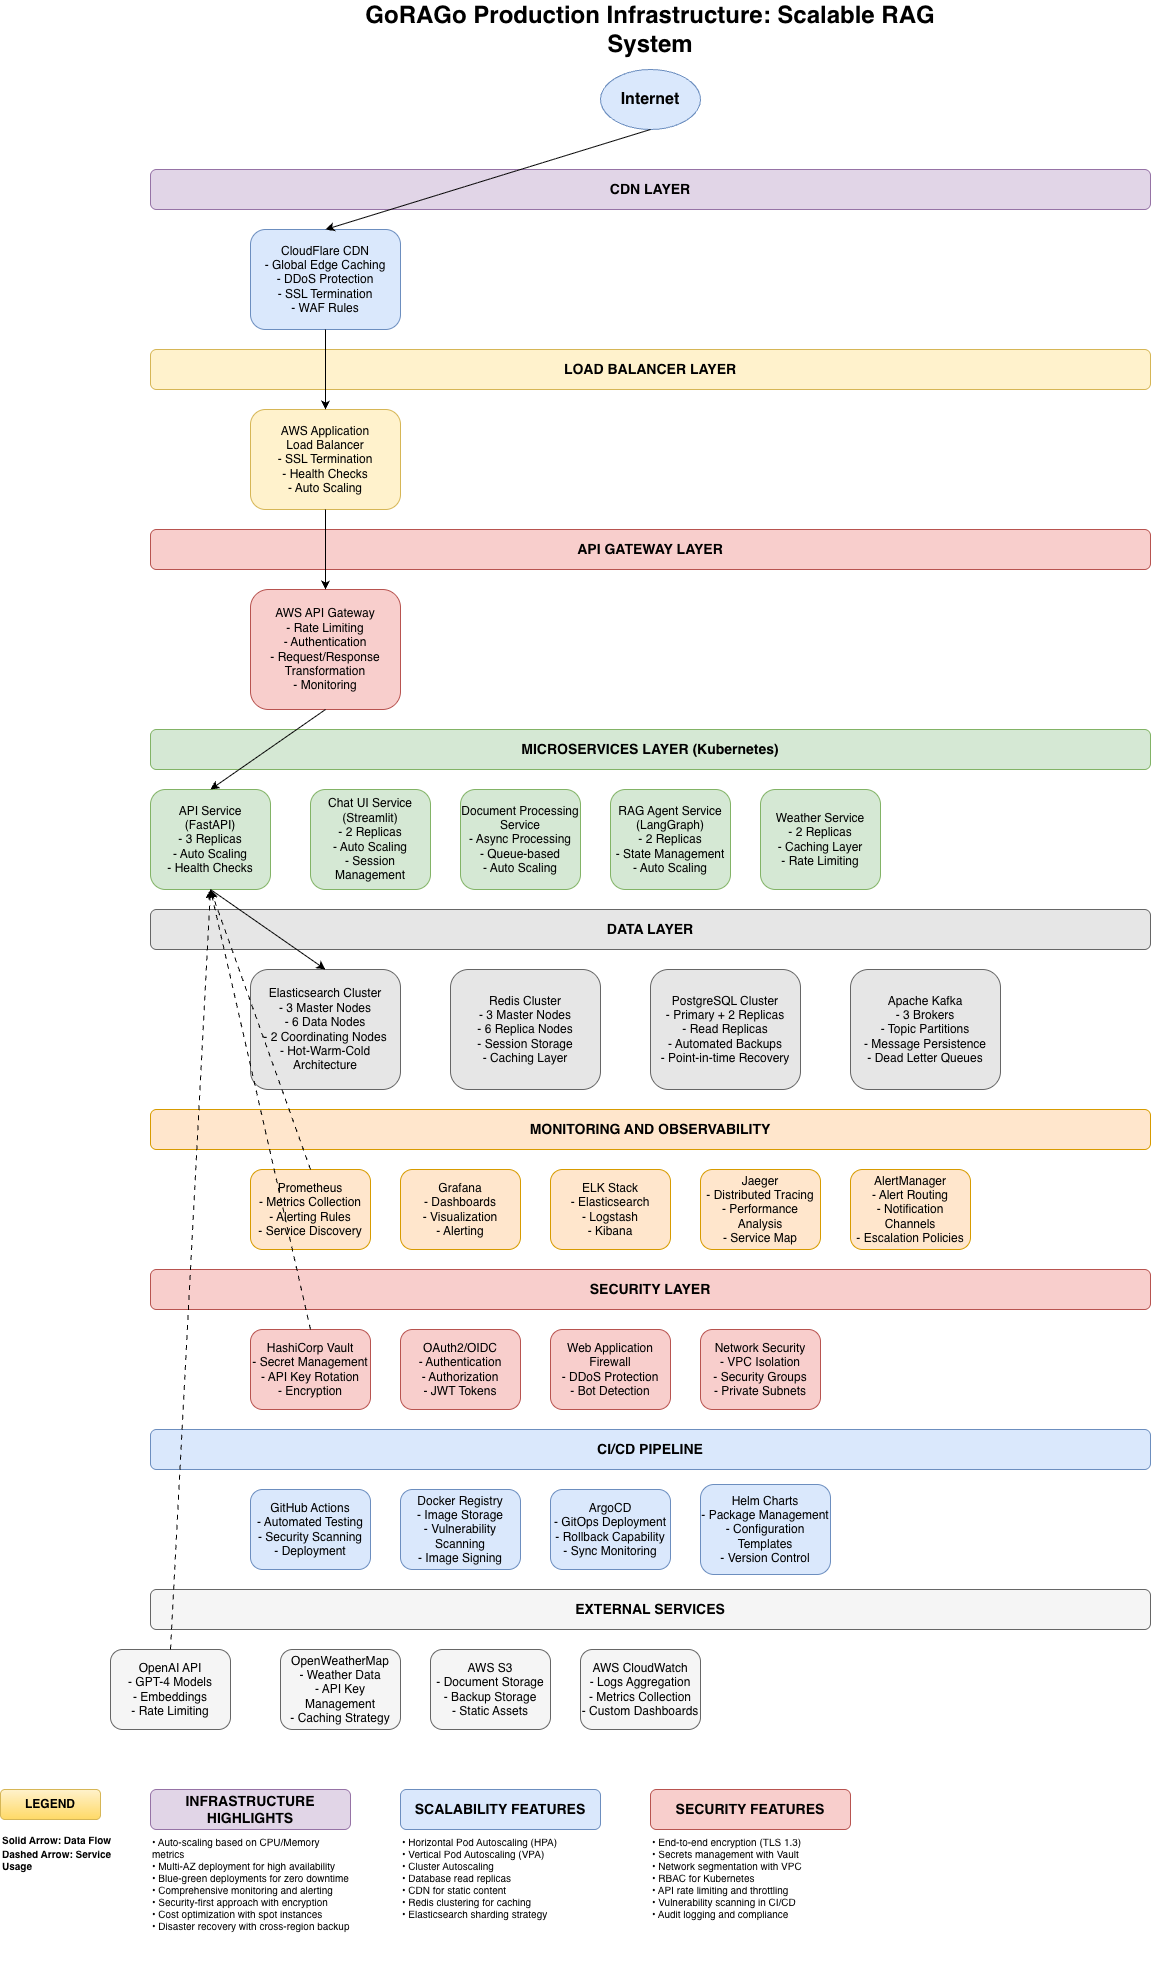 GoRAGo Production Infrastructure: Scalable RAG
System
Internet
CDN LAYER
CloudFlare CDN
- Global Edge Caching
- DDoS Protection
- SSL Termination
- WAF Rules
LOAD BALANCER LAYER
AWS Application
Load Balancer
- SSL Termination
- Health Checks
- Auto Scaling
API GATEWAY LAYER
AWS API Gateway
- Rate Limiting
- Authentication
- Request/Response
Transformation
- Monitoring
MICROSERVICES LAYER (Kubernetes)
API Service
(FastAPI)
- 3 Replicas
- Auto Scaling
- Health Checks
Chat UI Service
(Streamlit)
- 2 Replicas
- Auto Scaling
- Session
Management
Document Processing
Service
- Async Processing
- Queue-based
- Auto Scaling
RAG Agent Service
(LangGraph)
- 2 Replicas
- State Management
- Auto Scaling
Weather Service
- 2 Replicas
- Caching Layer
- Rate Limiting
DATA LAYER
Elasticsearch Cluster
- 3 Master Nodes
- 6 Data Nodes
- 2 Coordinating Nodes
- Hot-Warm-Cold
Architecture
Redis Cluster
- 3 Master Nodes
- 6 Replica Nodes
- Session Storage
- Caching Layer
PostgreSQL Cluster
- Primary + 2 Replicas
- Read Replicas
- Automated Backups
- Point-in-time Recovery
Apache Kafka
- 3 Brokers
- Topic Partitions
- Message Persistence
- Dead Letter Queues
MONITORING AND OBSERVABILITY
Prometheus
- Metrics Collection
- Alerting Rules
- Service Discovery
Grafana
- Dashboards
- Visualization
- Alerting
ELK Stack
- Elasticsearch
- Logstash
- Kibana
Jaeger
- Distributed Tracing
- Performance
Analysis
- Service Map
AlertManager
- Alert Routing
- Notification
Channels
- Escalation Policies
SECURITY LAYER
HashiCorp Vault
- Secret Management
- API Key Rotation
- Encryption
OAuth2/OIDC
- Authentication
- Authorization
- JWT Tokens
Web Application
Firewall
- DDoS Protection
- Bot Detection
Network Security
- VPC Isolation
- Security Groups
- Private Subnets
CI/CD PIPELINE
GitHub Actions
- Automated Testing
- Security Scanning
- Deployment
Docker Registry
- Image Storage
- Vulnerability
Scanning
- Image Signing
ArgoCD
- GitOps Deployment
- Rollback Capability
- Sync Monitoring
Helm Charts
- Package Management
- Configuration
Templates
- Version Control
EXTERNAL SERVICES
OpenAI API
- GPT-4 Models
- Embeddings
- Rate Limiting
OpenWeatherMap
- Weather Data
- API Key
Management
- Caching Strategy
AWS S3
- Document Storage
- Backup Storage
- Static Assets
AWS CloudWatch
- Logs Aggregation
- Metrics Collection
- Custom Dashboards
LEGEND
Solid Arrow: Data Flow
Dashed Arrow: Service
Usage
INFRASTRUCTURE
HIGHLIGHTS
• Auto-scaling based on CPU/Memory
metrics
• Multi-AZ deployment for high availability
• Blue-green deployments for zero downtime
• Comprehensive monitoring and alerting
• Security-first approach with encryption
• Cost optimization with spot instances
• Disaster recovery with cross-region backup
SCALABILITY FEATURES
• Horizontal Pod Autoscaling (HPA)
• Vertical Pod Autoscaling (VPA)
• Cluster Autoscaling
• Database read replicas
• CDN for static content
• Redis clustering for caching
• Elasticsearch sharding strategy
SECURITY FEATURES
• End-to-end encryption (TLS 1.3)
• Secrets management with Vault
• Network segmentation with VPC
• RBAC for Kubernetes
• API rate limiting and throttling
• Vulnerability scanning in CI/CD
• Audit logging and compliance